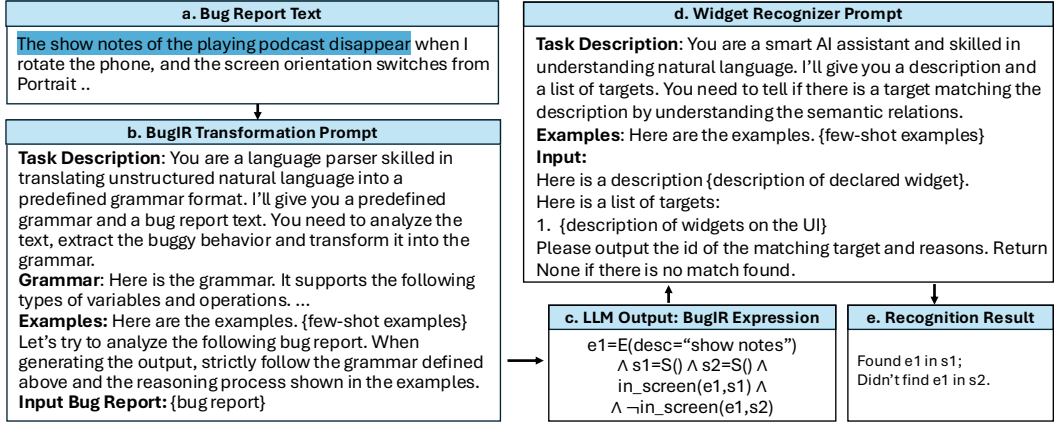 a. Bug Report Text
The show notes of the playing podcast disappear when I
rotate the phone, and the screen orientation switches from
Portrait ..
b. BugIR Transformation Prompt
Task Description: You are a language parser skilled in
translating unstructured natural language into a
predefined grammar format. I'll give you a predefined
grammar and a bug report text. You need to analyze the
text, extract the buggy behavior and transform it into the
grammar.
Grammar: Here is the grammar. It supports the following
types of variables and operations. ...
Examples: Here are the examples. {few-shot examples}
Let's try to analyze the following bug report. When
generating the output, strictly follow the grammar defined
above and the reasoning process shown in the examples.
Input Bug Report: {bug report}
d. Widget Recognizer Prompt
Task Description: You are a smart AI assistant and skilled in
understanding natural language. I'll give you a description and
a list of targets. You need to tell if there is a target matching the
description by understanding the semantic relations.
Examples: Here are the examples. {few-shot examples}
Input:
Here is a description {description of declared widget}.
Here is a list of targets:
1. {description of widgets on the UI}
Please output the id of the matching target and reasons. Return
None if there is no match found.
c. LLM Output: BugIR Expression
e1=E(desc="show notes")
∧ s1=S() ∧ s2=S() ∧
in_screen(e1,s1) ∧
∧ ¬in_screen(e1,s2)
e. Recognition Result
Found e1 in s1;
Didn't find e1 in s2.